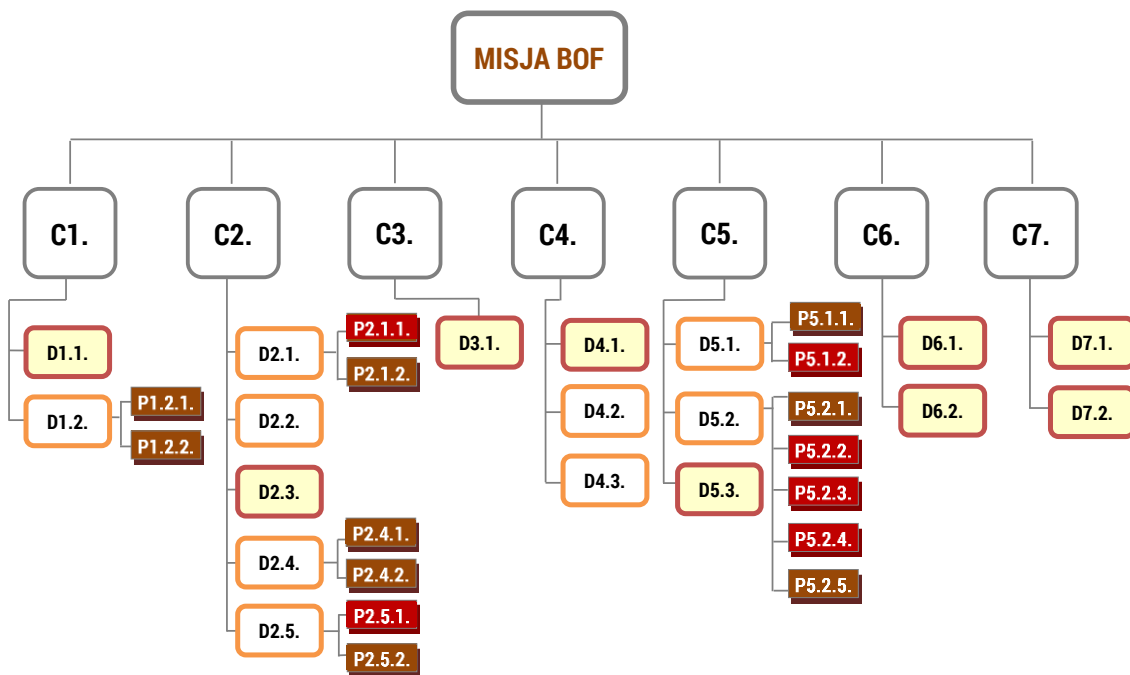 MISJA BOF
C1.
C2.
C3.
C4.
C5.
C6.
C7.
D1.1.
D1.2.
P1.2.1.
P1.2.2.
D2.1.
P2.1.1.
P2.1.2.
D2.2.
D2.3.
D2.4.
P2.4.1.
P2.4.2.
D2.5.
P2.5.1.
P2.5.2.
D3.1.
D4.1.
D4.2.
D4.3.
D5.1.
P5.1.1.
P5.1.2.
D5.2.
P5.2.1.
P5.2.2.
P5.2.3.
P5.2.4.
P5.2.5.
D5.3.
D6.1.
D6.2.
D7.1.
D7.2.